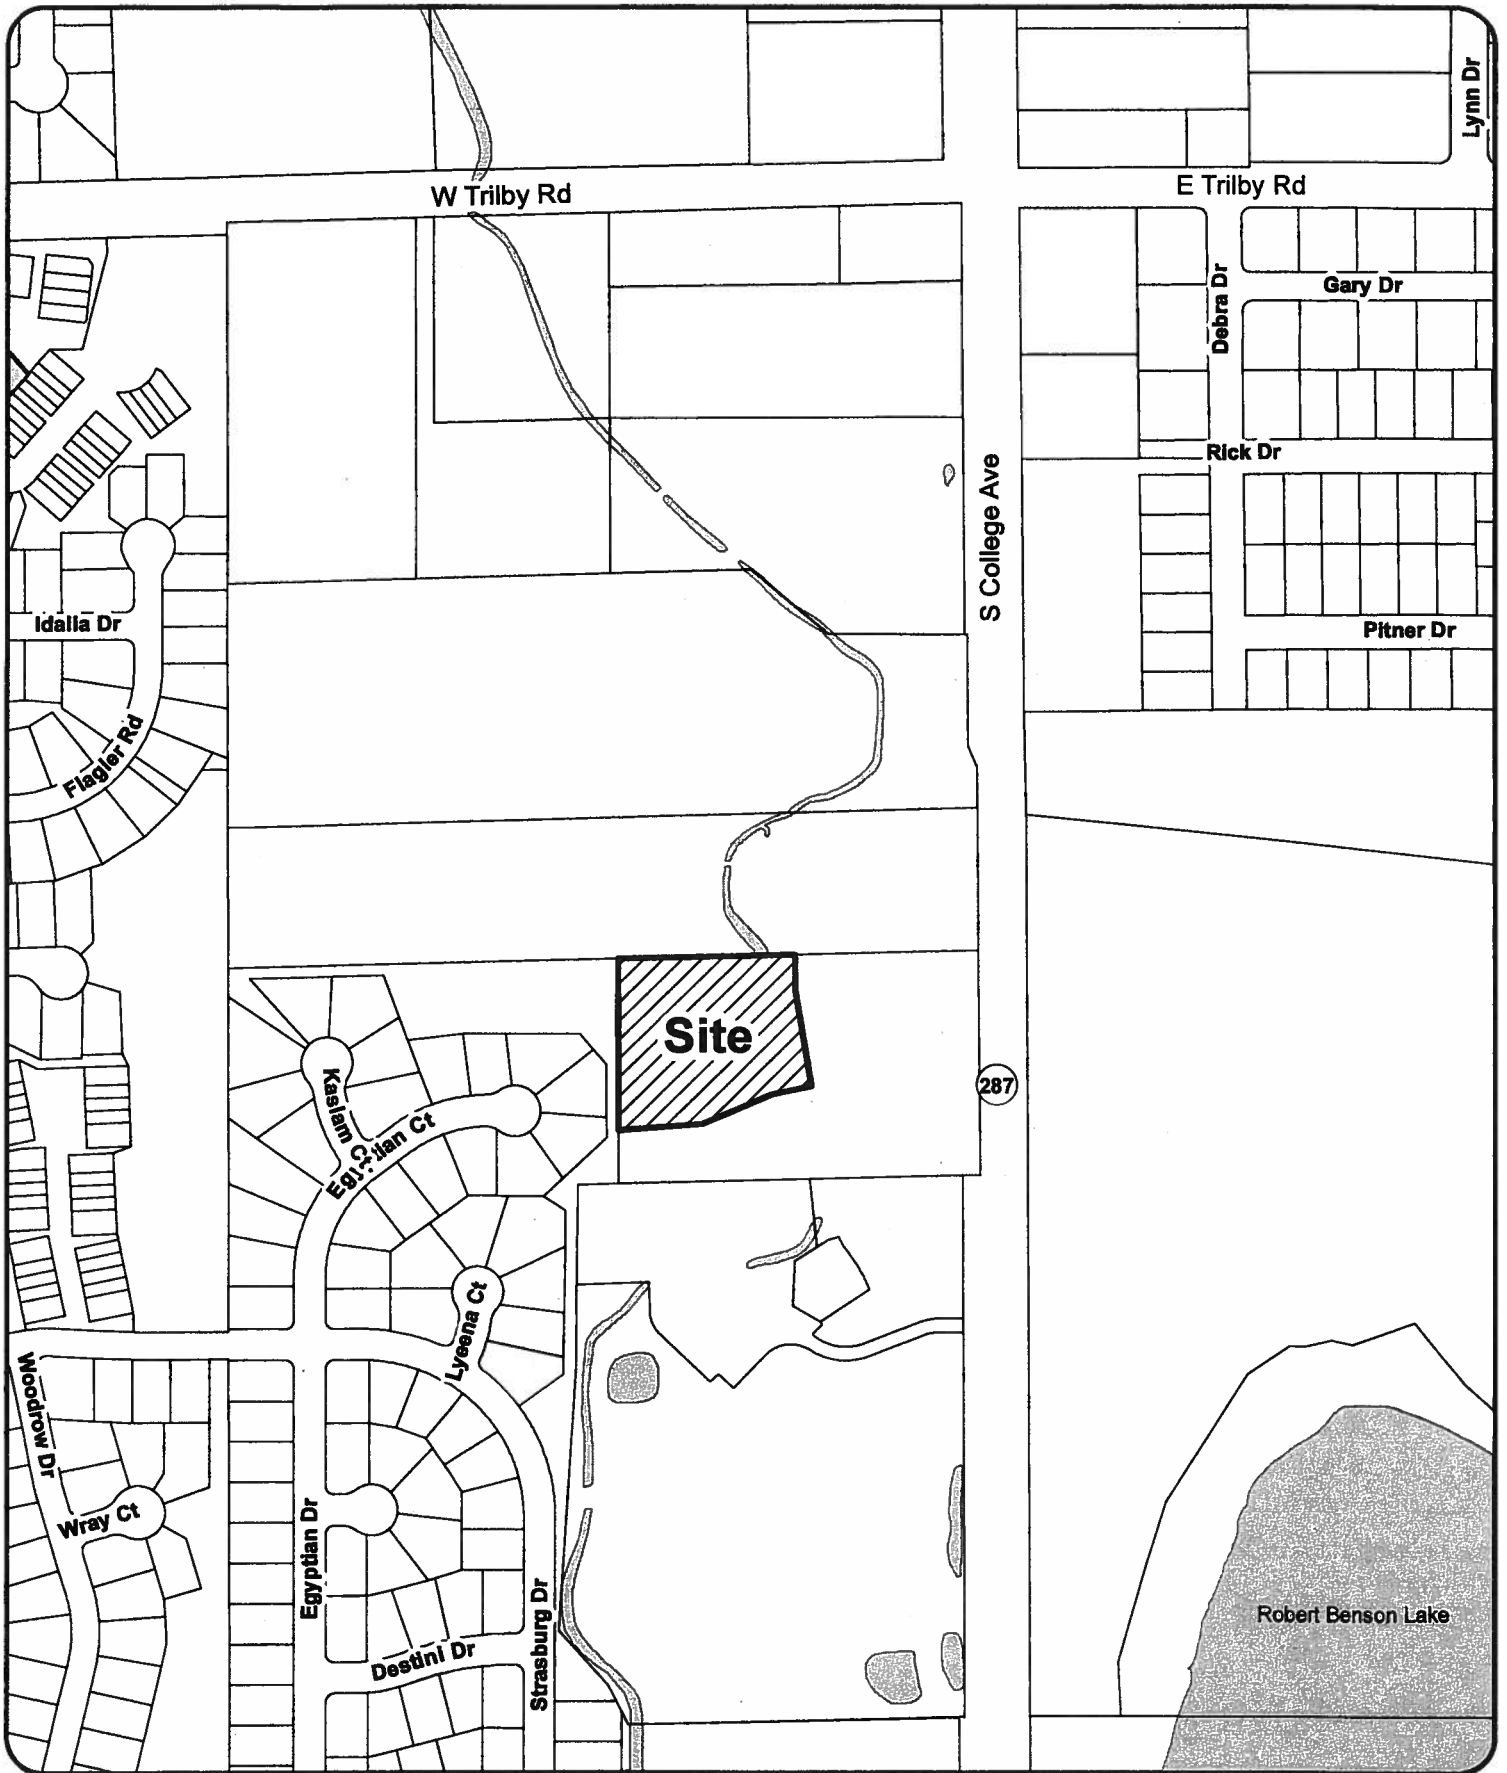 Lynn Dr
W Trilby Rd
E Trilby Rd
Gary Dr
Debra Dr
Rick Dr
S College Ave
Idalia Dr
Pitner Dr
Flagler Rd
Site
287
Kaslam Ct
Egyptian Ct
Lyeena Ct
Woodrow Dr
Wray Ct
Egyptian Dr
Strasburg Dr
Destini Dr
Robert Benson Lake